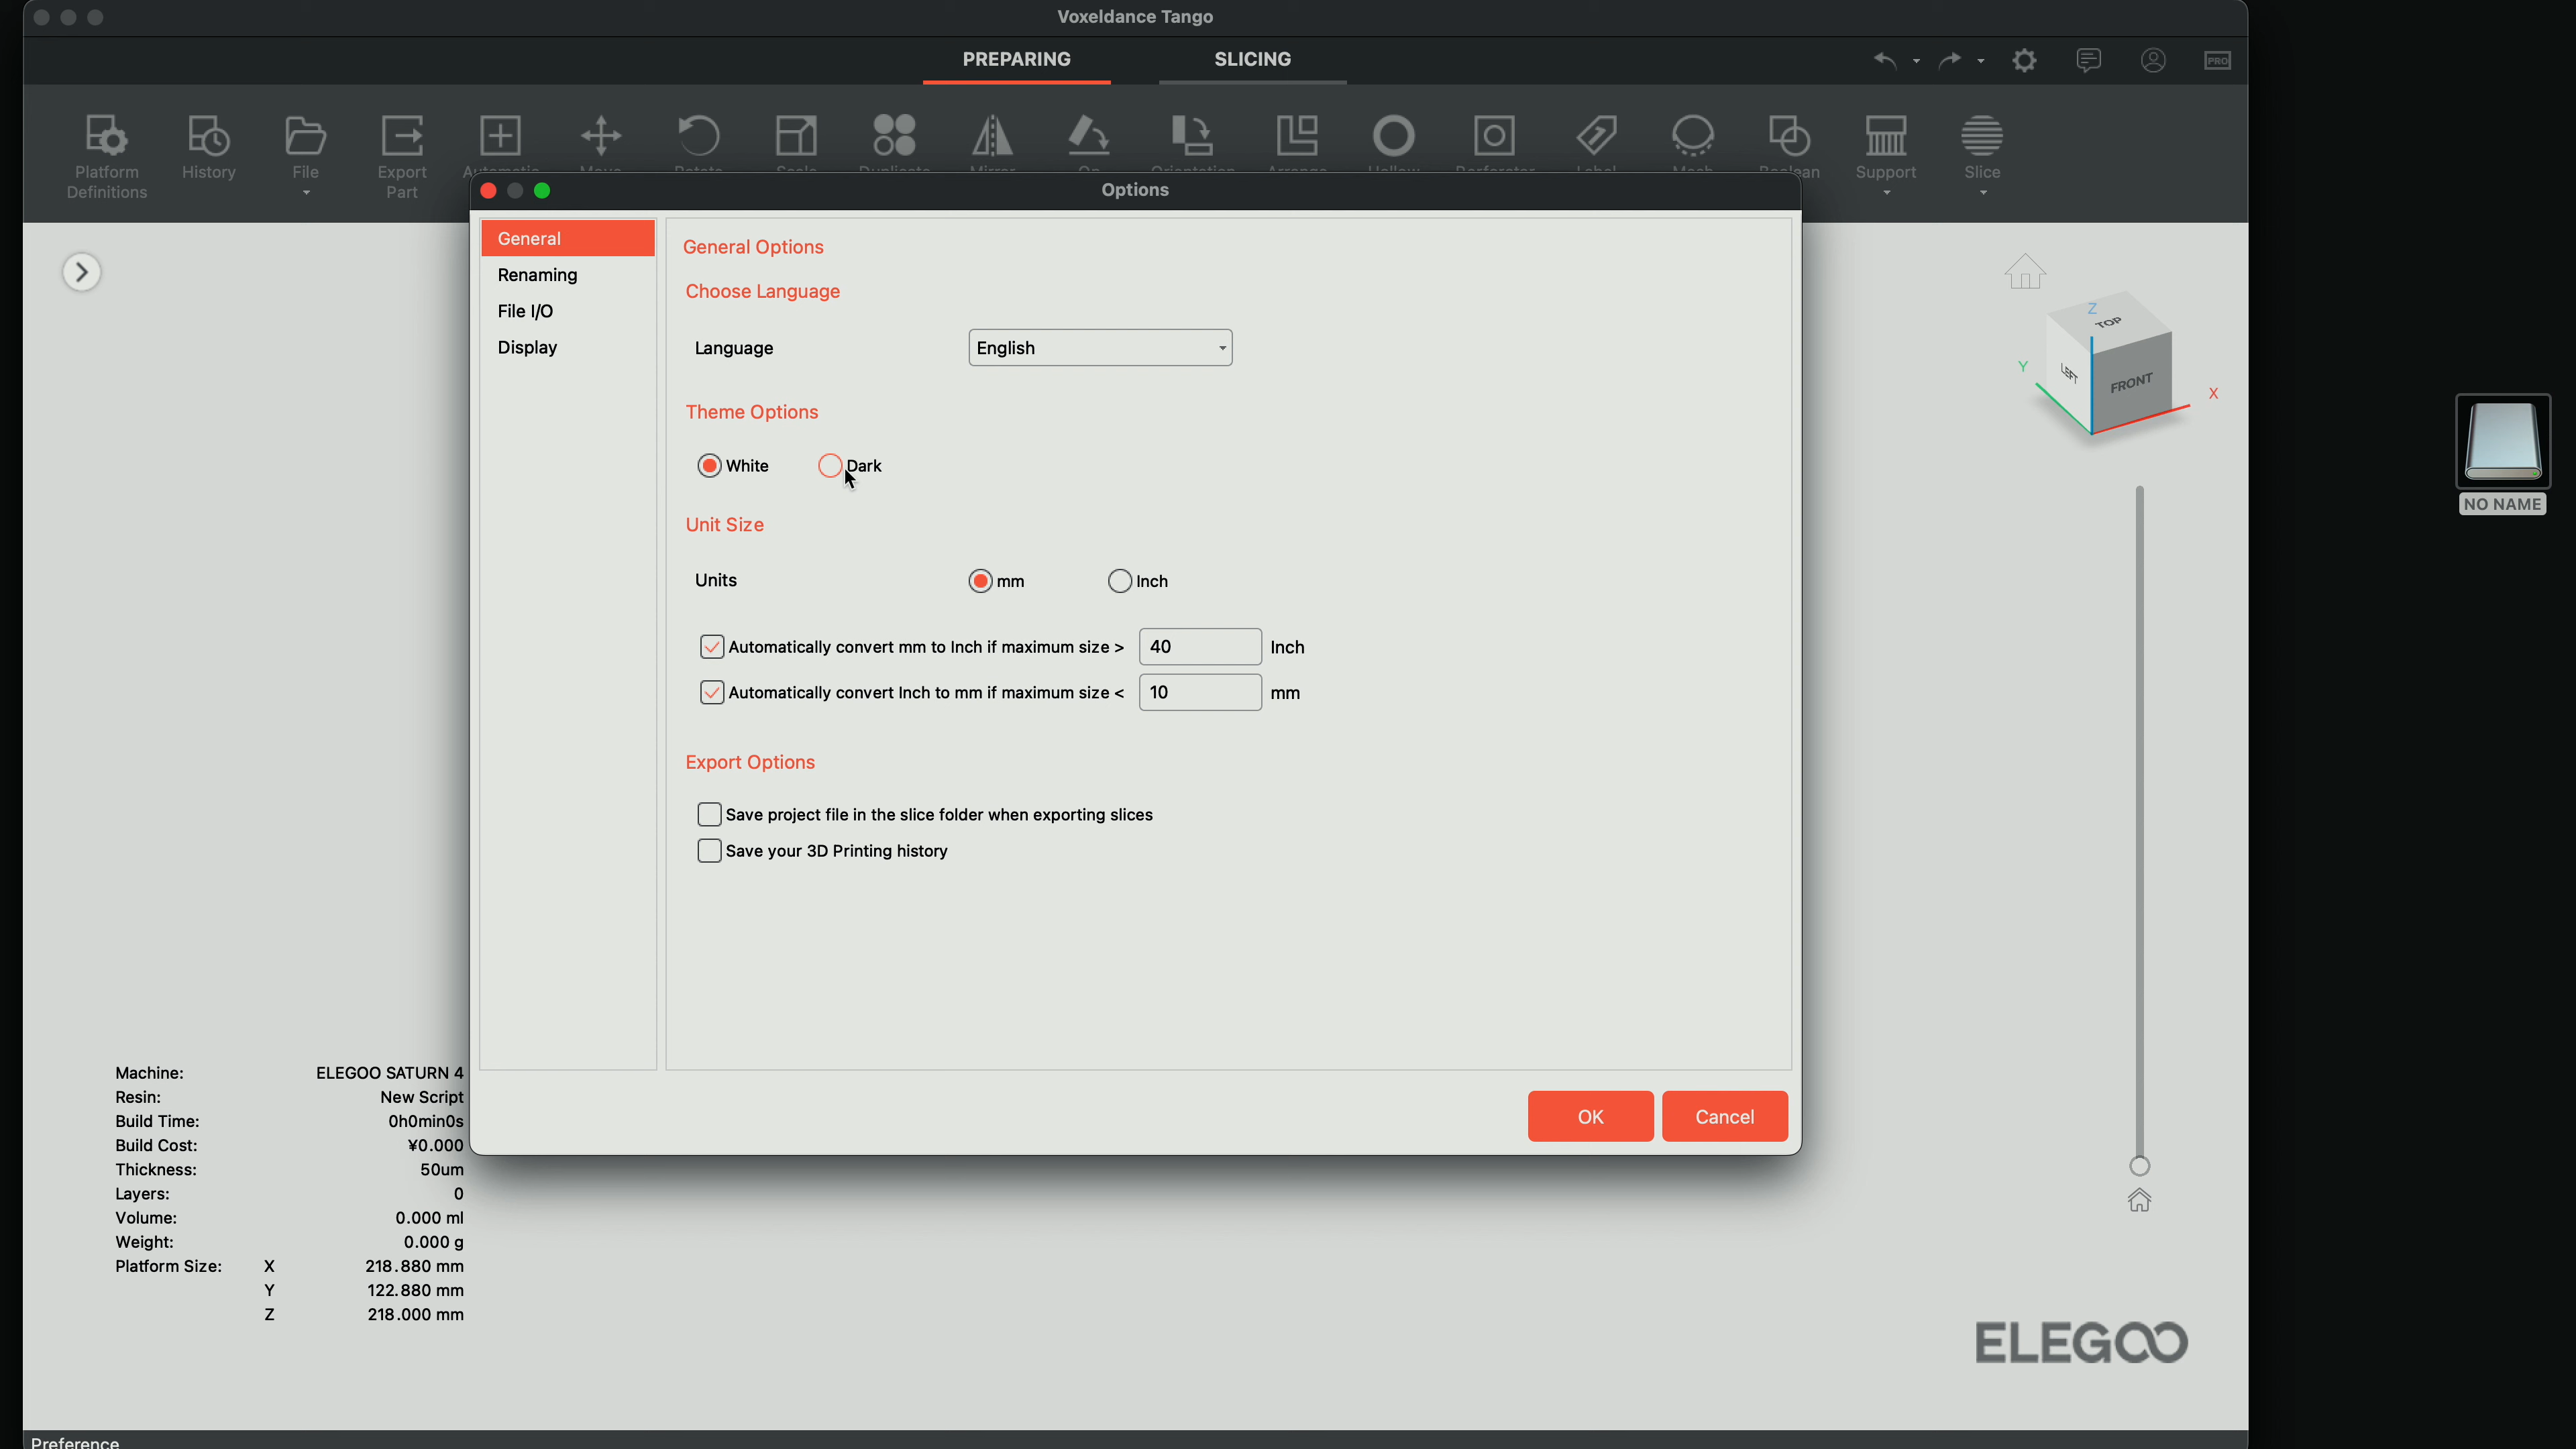 Voxeldance Tango
PREPARING SLICING
PRO
Platform Definitions
History
File
Export Part
Support
Slice
Options
General
Renaming
File I/O
Display
General Options
Choose Language
Language English
Theme Options
White Dark
Unit Size
Units mm Inch
Automatically convert mm to Inch if maximum size > 40 Inch
Automatically convert Inch to mm if maximum size < 10 mm
Export Options
Save project file in the slice folder when exporting slices
Save your 3D Printing history
OK Cancel
Z
TOP
Y
LEFT
FRONT
X
NO NAME
Machine: ELEGOO SATURN 4
Resin: New Script
Build Time: 0h0min0s
Build Cost: ¥0.000
Thickness: 50um
Layers: 0
Volume: 0.000 ml
Weight: 0.000 g
Platform Size: X 218.880 mm
Y 122.880 mm
Z 218.000 mm
ELEGOO
Preference